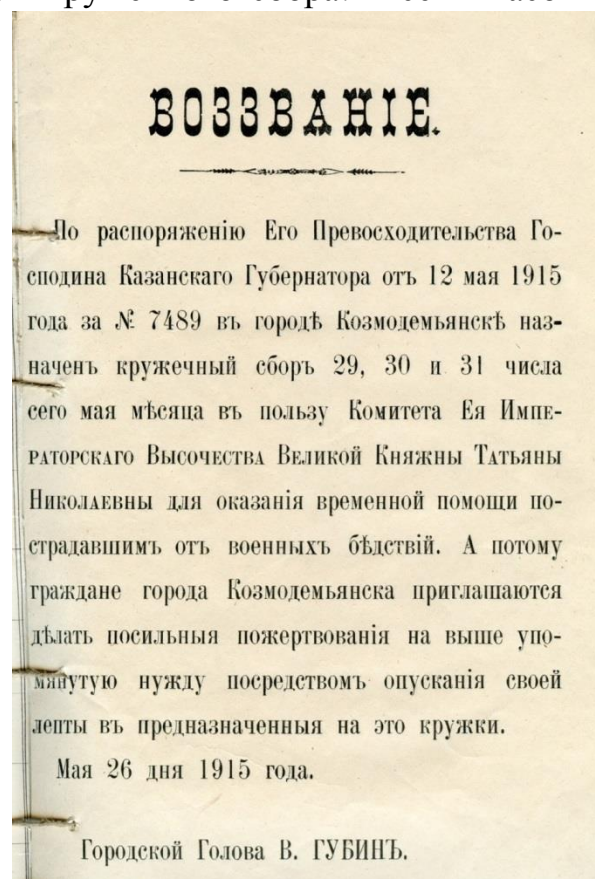 ВОЗЗВАНІЕ.
По распоряженію Его Превосходительства Го-
сподина Казанскаго Губернатора отъ 12 мая 1915
года за № 7489 въ городѣ Козмодемьянскѣ наз-
наченъ кружечный сборъ 29, 30 и 31 числа
сего мая мѣсяца въ пользу Комитета Ея Импе-
раторскаго Высочества Великой Княжны Татьяны
Николаевны для оказанія временной помощи по-
страдавшимъ отъ военныхъ бѣдствій. А потому
граждане города Козмодемьянска приглашаются
дѣлать посильныя пожертвованія на выше упо-
мянутую нужду посредствомъ опусканія своей
лепты въ предназначенныя на это кружки.
Мая 26 дня 1915 года.
Городской Голова В. ГУБИНЪ.